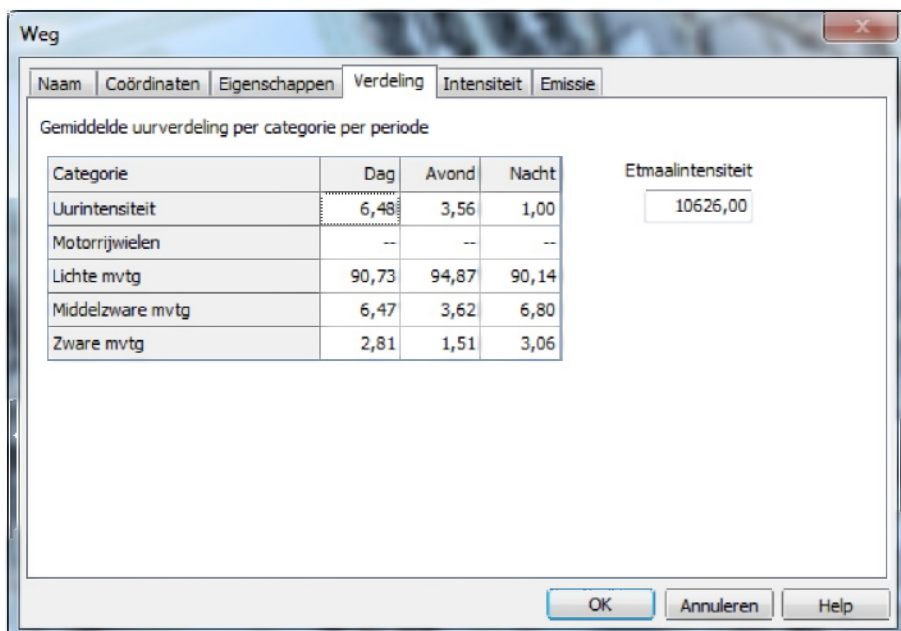 Weg
Naam Coördinaten Eigenschappen Verdeling Intensiteit Emissie
Gemiddelde uurverdeling per categorie per periode
Categorie Dag Avond Nacht Etmaalintensiteit
Uurintensiteit 6,48 3,56 1,00 10626,00
Motorrijwielen -- -- --
Lichte mvtg 90,73 94,87 90,14
Middelzware mvtg 6,47 3,62 6,80
Zware mvtg 2,81 1,51 3,06
OK Annuleren Help